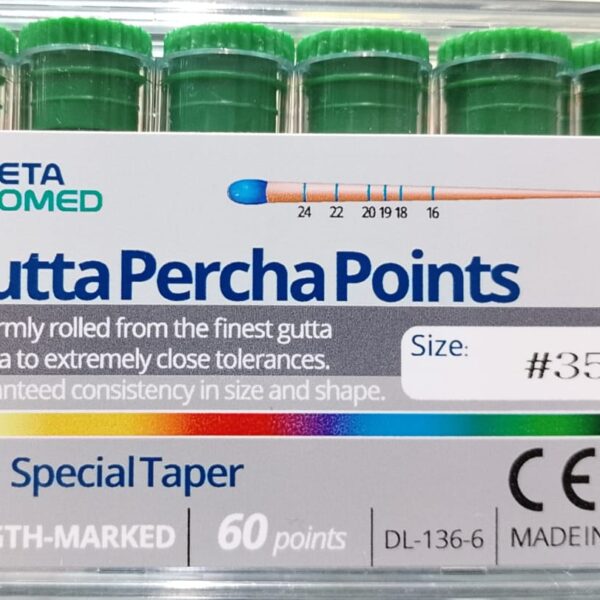 ETA
OMED
24 22 20 19 18 16
utta Percha Points
rmly rolled from the finest gutta
a to extremely close tolerances.
anteed consistency in size and shape.
Size:
#35
Special Taper
CE
GTH-MARKED
60 points
DL-136-6
MADE IN